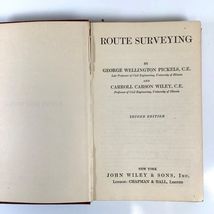 ROUTE SURVEYING
BY
GEORGE WELLINGTON PICKELS, C.E.
Late Professor of Civil Engineering, University of Illinois
AND
CARROLL CARSON WILEY, C.E.
Professor of Civil Engineering, University of Illinois
SECOND EDITION
NEW YORK
JOHN WILEY & SONS, INC.
LONDON: CHAPMAN & HALL, LIMITED